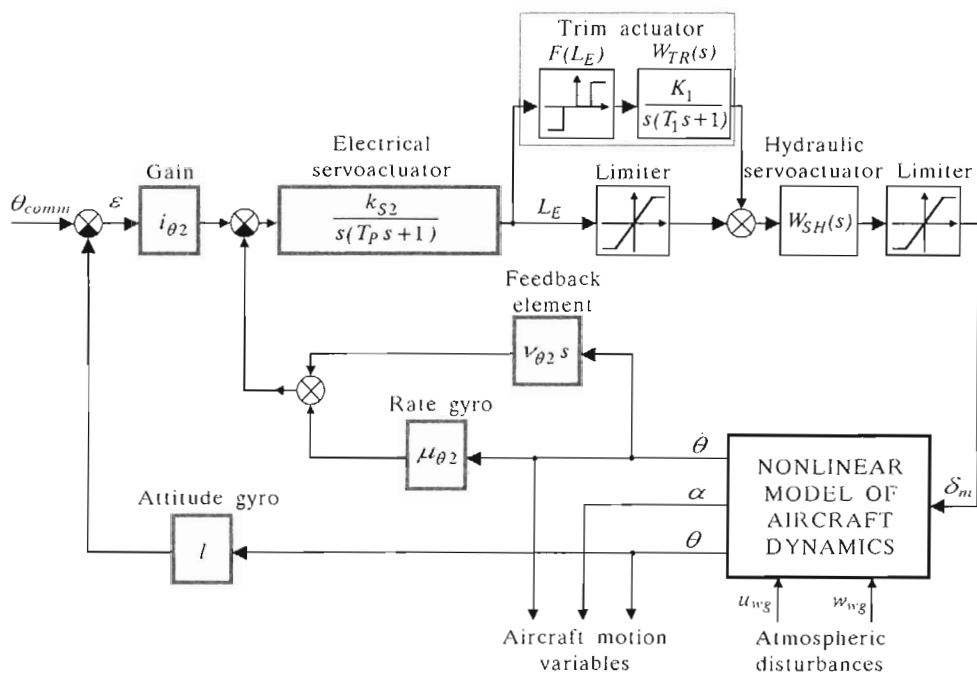 Trim actuator
F(L_E)
W_TR(s)
K_1
s(T_1 s+1)
Electrical
servoactuator
Hydraulic
servoactuator
Gain
Limiter
Limiter
θ_comm
ε
i_θ2
k_S2
s(T_P s+1)
L_E
W_SH(s)
Feedback
element
ν_θ2 s
Rate gyro
μ_θ2
θ̇
NONLINEAR
MODEL OF
AIRCRAFT
DYNAMICS
δ_m
α
Attitude gyro
l
θ
u_wg
w_wg
Aircraft motion
variables
Atmospheric
disturbances